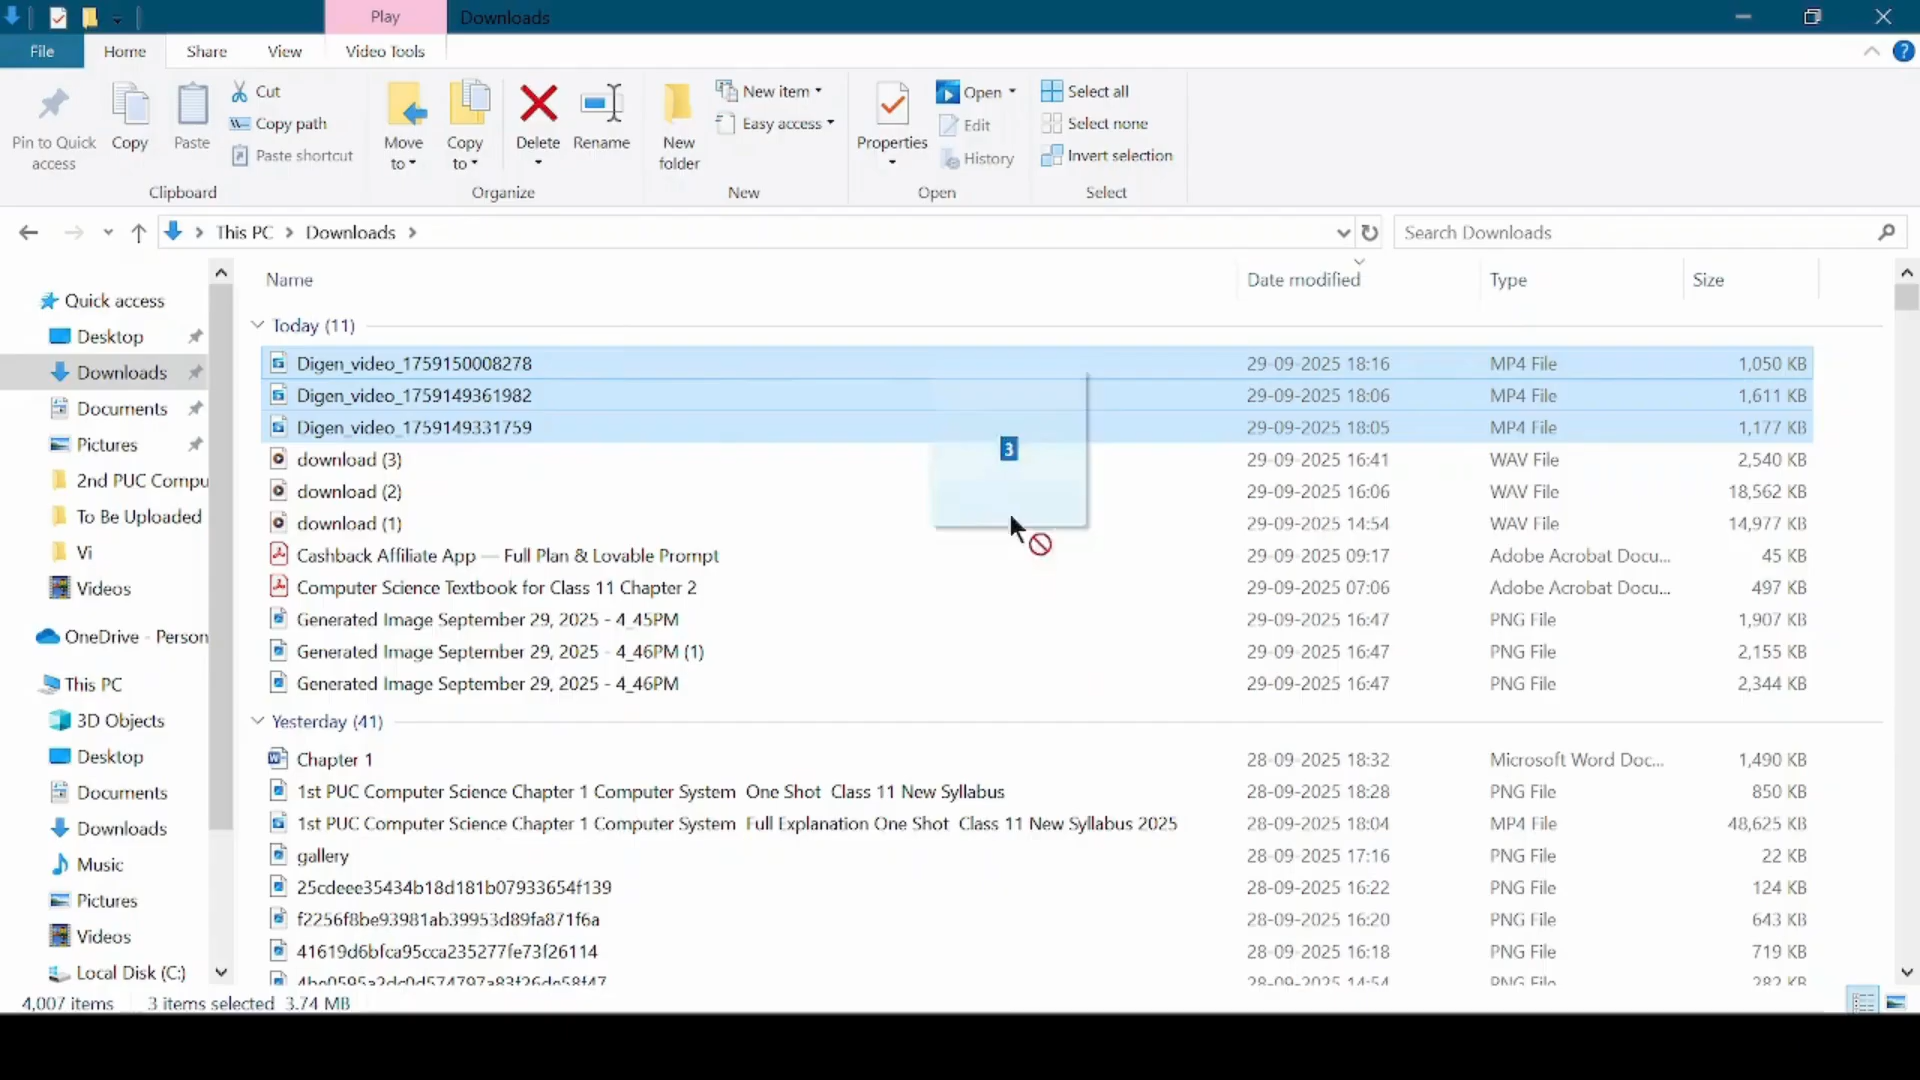 Play
Downloads
File
Home
Share
View
Video Tools
Pin to Quick access
Copy
Paste
Cut
Copy path
Paste shortcut
Clipboard
Move to
Copy to
Delete
Rename
Organize
New folder
New item
Easy access
New
Properties
Open
Edit
History
Open
Select all
Select none
Invert selection
Select
This PC
Downloads
Search Downloads
Name
Date modified
Type
Size
Quick access
Desktop
Downloads
Documents
Pictures
2nd PUC Compu
To Be Uploaded
Vi
Videos
OneDrive - Person
This PC
3D Objects
Desktop
Documents
Downloads
Music
Pictures
Videos
Local Disk (C:)
Today (11)
Digen_video_1759150008278 29-09-2025 18:16 MP4 File 1,050 KB
Digen_video_1759149361982 29-09-2025 18:06 MP4 File 1,611 KB
Digen_video_1759149331759 29-09-2025 18:05 MP4 File 1,177 KB
3
download (3) 29-09-2025 16:41 WAV File 2,540 KB
download (2) 29-09-2025 16:06 WAV File 18,562 KB
download (1) 29-09-2025 14:54 WAV File 14,977 KB
Cashback Affiliate App — Full Plan & Lovable Prompt 29-09-2025 09:17 Adobe Acrobat Docu... 45 KB
Computer Science Textbook for Class 11 Chapter 2 29-09-2025 07:06 Adobe Acrobat Docu... 497 KB
Generated Image September 29, 2025 - 4_45PM 29-09-2025 16:47 PNG File 1,907 KB
Generated Image September 29, 2025 - 4_46PM (1) 29-09-2025 16:47 PNG File 2,155 KB
Generated Image September 29, 2025 - 4_46PM 29-09-2025 16:47 PNG File 2,344 KB
Yesterday (41)
Chapter 1 28-09-2025 18:32 Microsoft Word Doc... 1,490 KB
1st PUC Computer Science Chapter 1 Computer System One Shot Class 11 New Syllabus 28-09-2025 18:28 PNG File 850 KB
1st PUC Computer Science Chapter 1 Computer System Full Explanation One Shot Class 11 New Syllabus 2025 28-09-2025 18:04 MP4 File 48,625 KB
gallery 28-09-2025 17:16 PNG File 22 KB
25cdeee35434b18d181b07933654f139 28-09-2025 16:22 PNG File 124 KB
f2256f8be93981ab39953d89fa871f6a 28-09-2025 16:20 PNG File 643 KB
41619d6bfca95cca235277fe73f26114 28-09-2025 16:18 PNG File 719 KB
4,007 items 3 items selected 3.74 MB